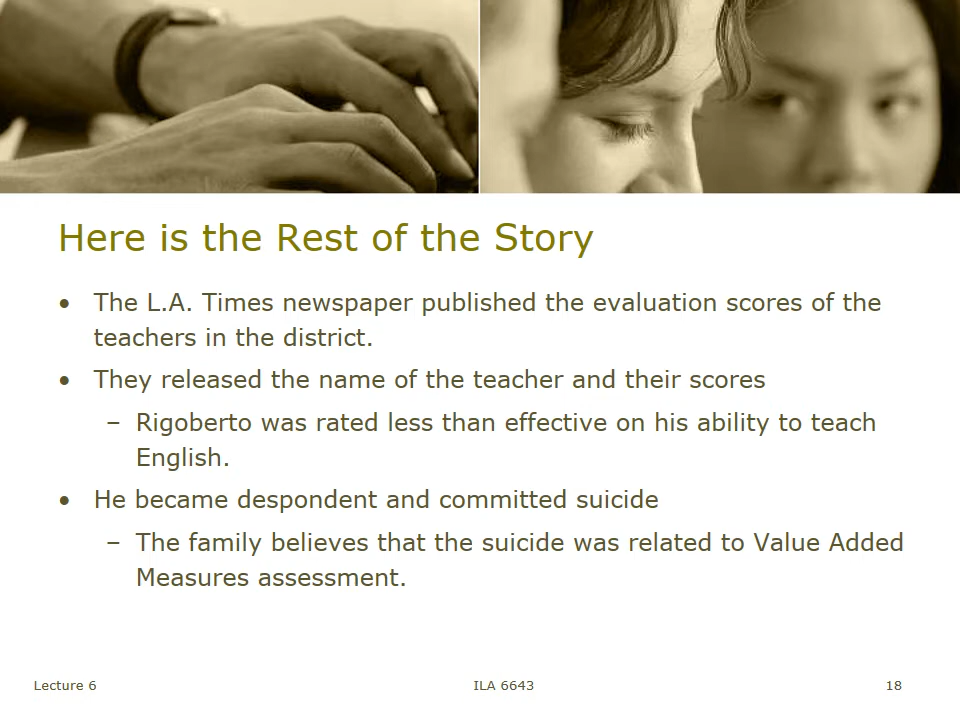 Here is the Rest of the Story
• The L.A. Times newspaper published the evaluation scores of the
teachers in the district.
• They released the name of the teacher and their scores
– Rigoberto was rated less than effective on his ability to teach
English.
• He became despondent and committed suicide
– The family believes that the suicide was related to Value Added
Measures assessment.
Lecture 6
ILA 6643
18